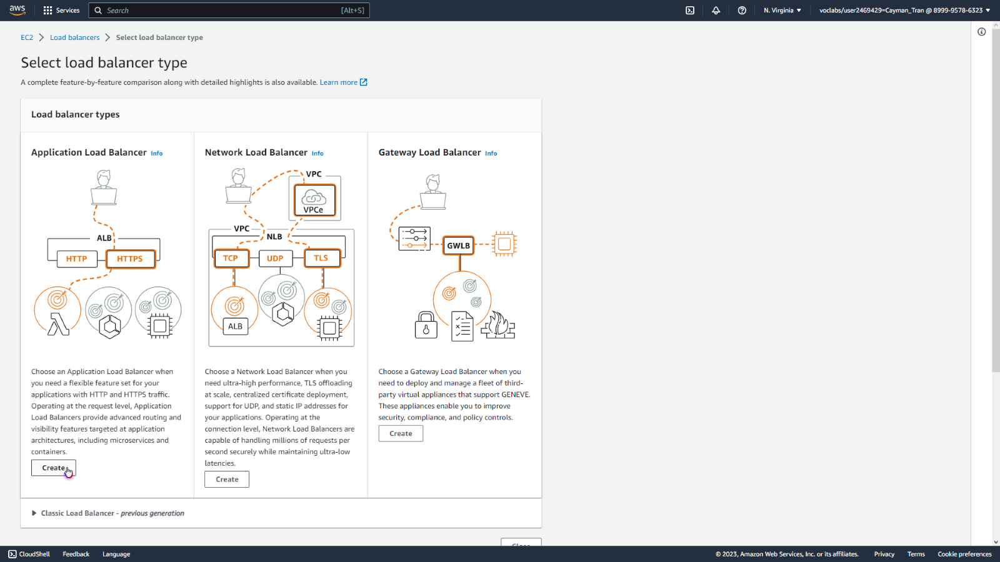 aws
Services
Search
[Alt+S]
N. Virginia
voclabs/user2469429=Cayman_Tran @ 8999-9578-6323
EC2
Load balancers
Select load balancer type
Select load balancer type
A complete feature-by-feature comparison along with detailed highlights is also available. Learn more
Load balancer types
Application Load Balancer Info
ALB
HTTP
HTTPS
Choose an Application Load Balancer when
you need a flexible feature set for your
applications with HTTP and HTTPS traffic.
Operating at the request level, Application
Load Balancers provide advanced routing and
visibility features targeted at application
architectures, including microservices and
containers.
Create
Network Load Balancer Info
VPC
VPCe
VPC
NLB
TCP
UDP
TLS
ALB
Choose a Network Load Balancer when you
need ultra-high performance, TLS offloading
at scale, centralized certificate deployment,
support for UDP, and static IP addresses for
your applications. Operating at the
connection level, Network Load Balancers are
capable of handling millions of requests per
second securely while maintaining ultra-low
latencies.
Create
Gateway Load Balancer Info
GWLB
Choose a Gateway Load Balancer when you
need to deploy and manage a fleet of third-
party virtual appliances that support GENEVE.
These appliances enable you to improve
security, compliance, and policy controls.
Create
Classic Load Balancer - previous generation
Close
CloudShell
Feedback
Language
© 2023, Amazon Web Services, Inc. or its affiliates.
Privacy
Terms
Cookie preferences